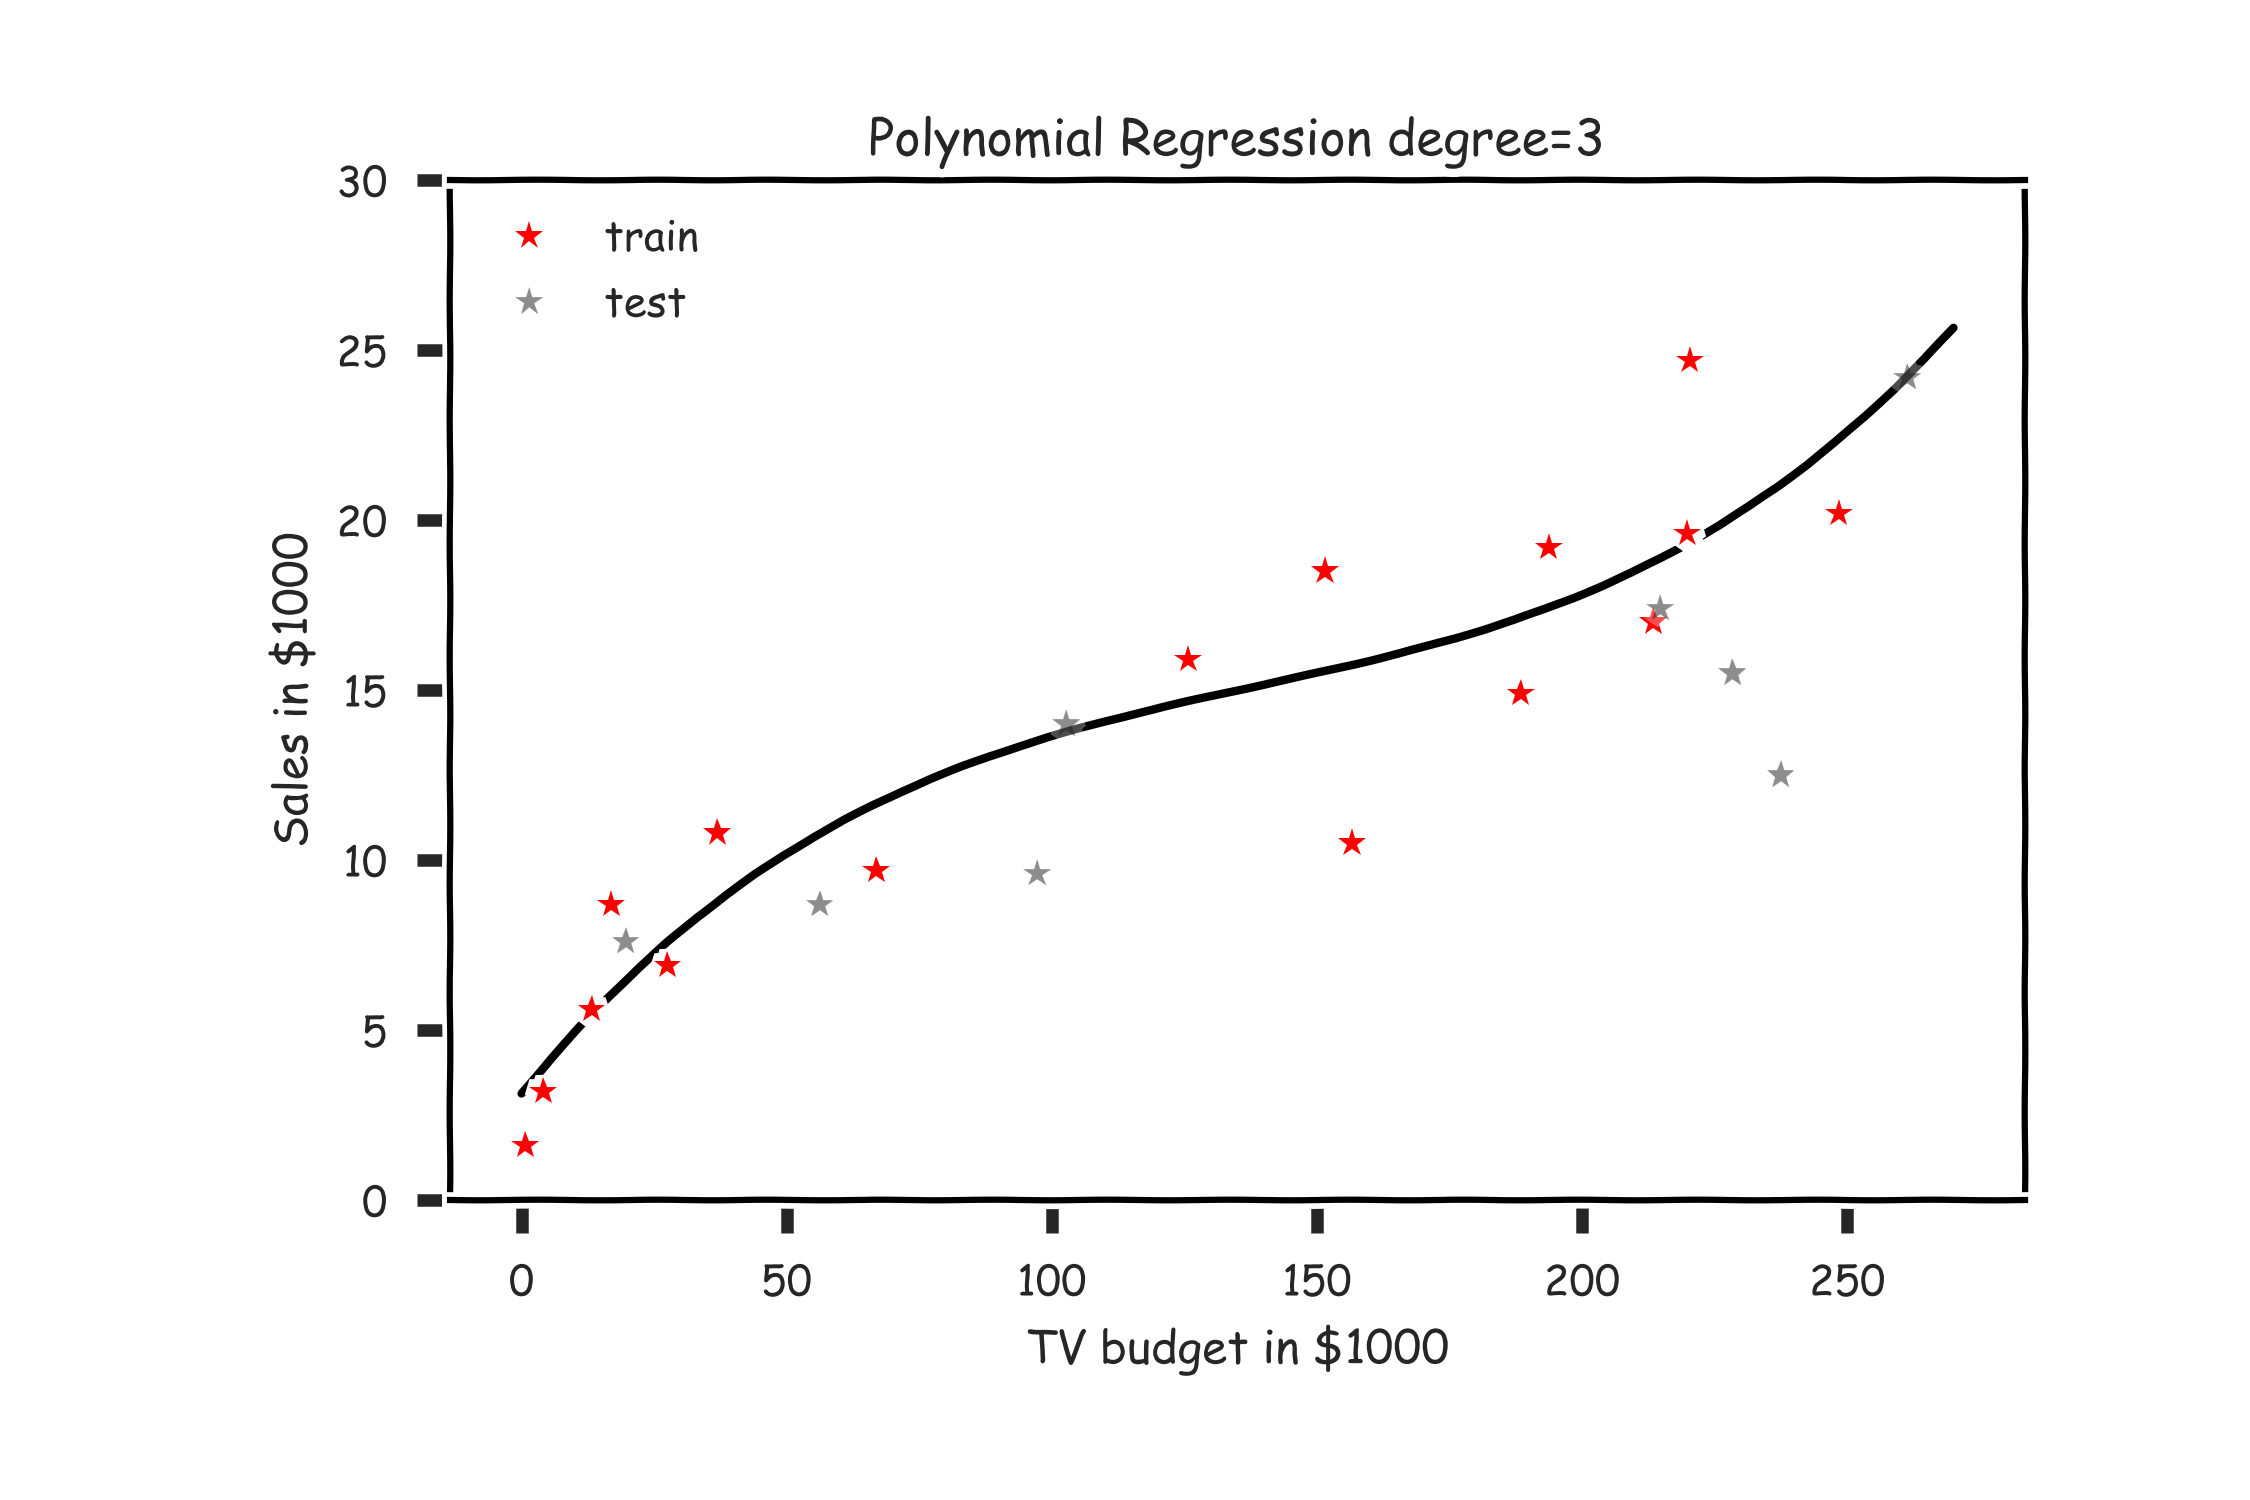 Polynomial Regression degree=3
30
train
test
25
20
15
10
5
0
Sales in $1000
0 50 100 150 200 250
TV budget in $1000